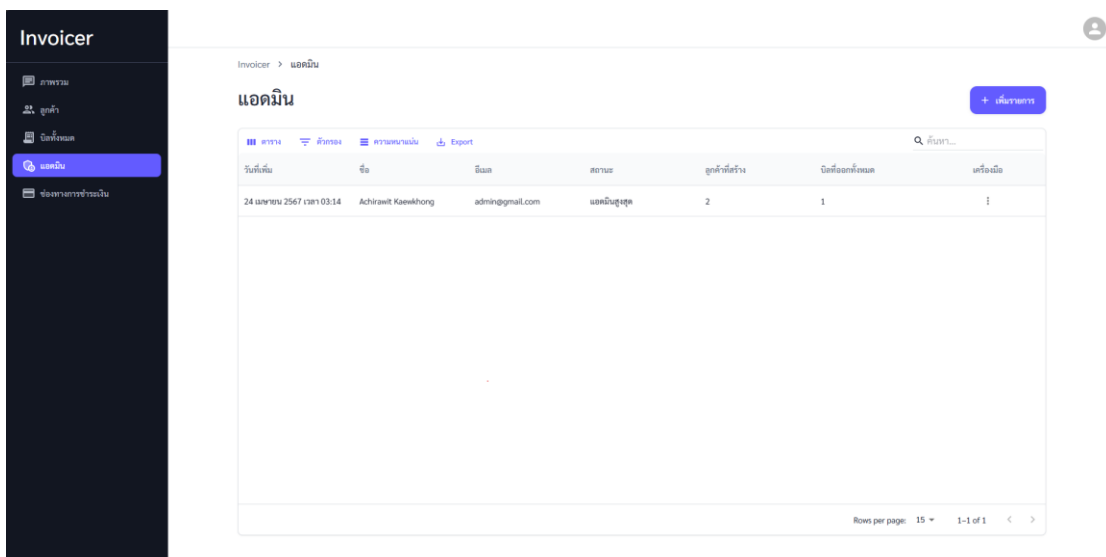 Invoicer
ภาพรวม
ลูกค้า
บิลทั้งหมด
แอดมิน
ช่องทางการชำระเงิน
Invoicer > แอดมิน
แอดมิน
+ เพิ่มรายการ
ตาราง ตัวกรอง ความหนาแน่น Export ค้นหา...
วันที่เพิ่ม ชื่อ อีเมล สถานะ ลูกค้าที่สร้าง บิลที่ออกทั้งหมด เครื่องมือ
24 เมษายน 2567 เวลา 03:14 Achirawit Kaewkhong admin@gmail.com แอดมินสูงสุด 2 1
Rows per page: 15 1–1 of 1